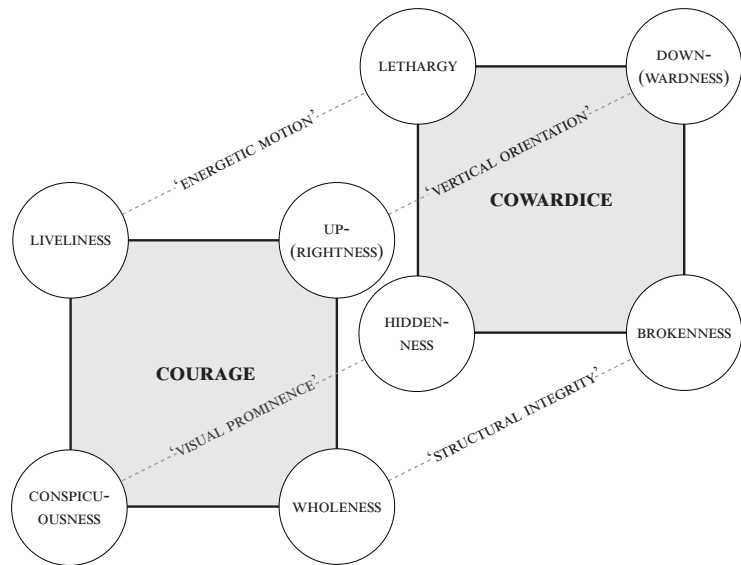 LETHARGY
DOWN-
(WARDNESS)
‘ENERGETIC MOTION’
‘VERTICAL ORIENTATION’
COWARDICE
LIVELINESS
UP-
(RIGHTNESS)
HIDDEN-
NESS
BROKENNESS
COURAGE
‘VISUAL PROMINENCE’
‘STRUCTURAL INTEGRITY’
CONSPICU-
OUSNESS
WHOLENESS